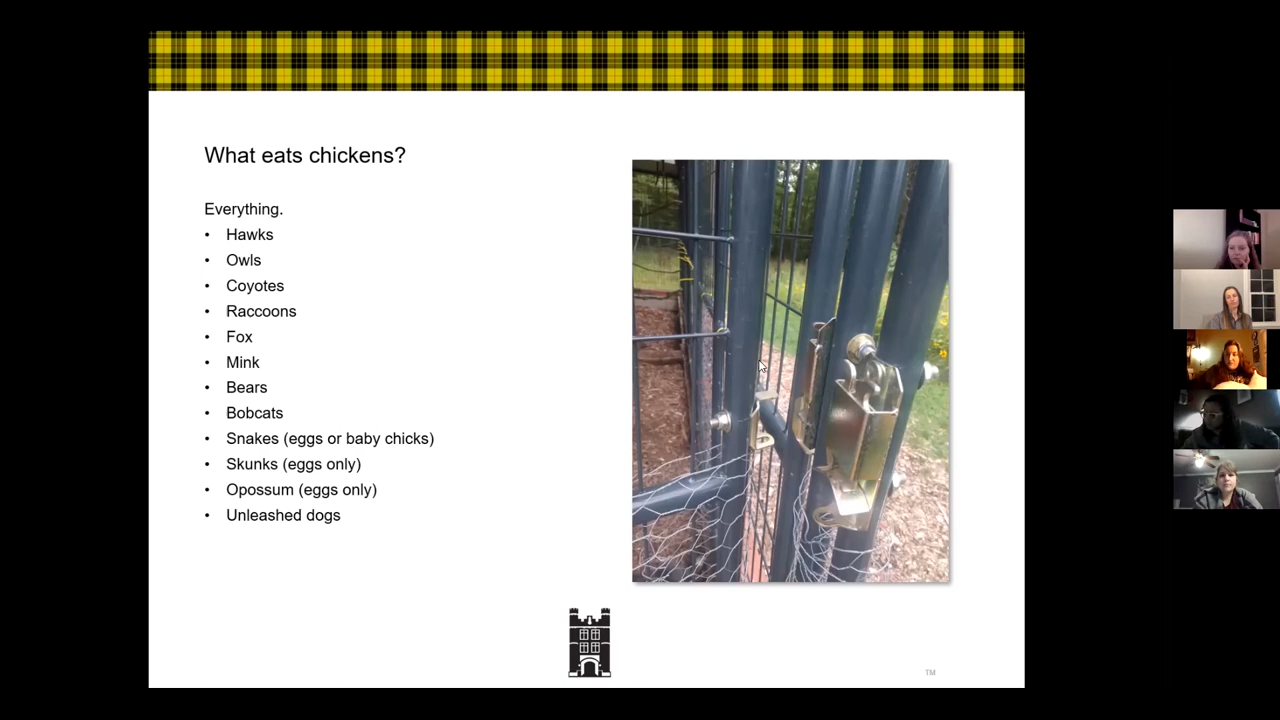 What eats chickens?
Everything.
• Hawks
• Owls
• Coyotes
• Raccoons
• Fox
• Mink
• Bears
• Bobcats
• Snakes (eggs or baby chicks)
• Skunks (eggs only)
• Opossum (eggs only)
• Unleashed dogs
TM